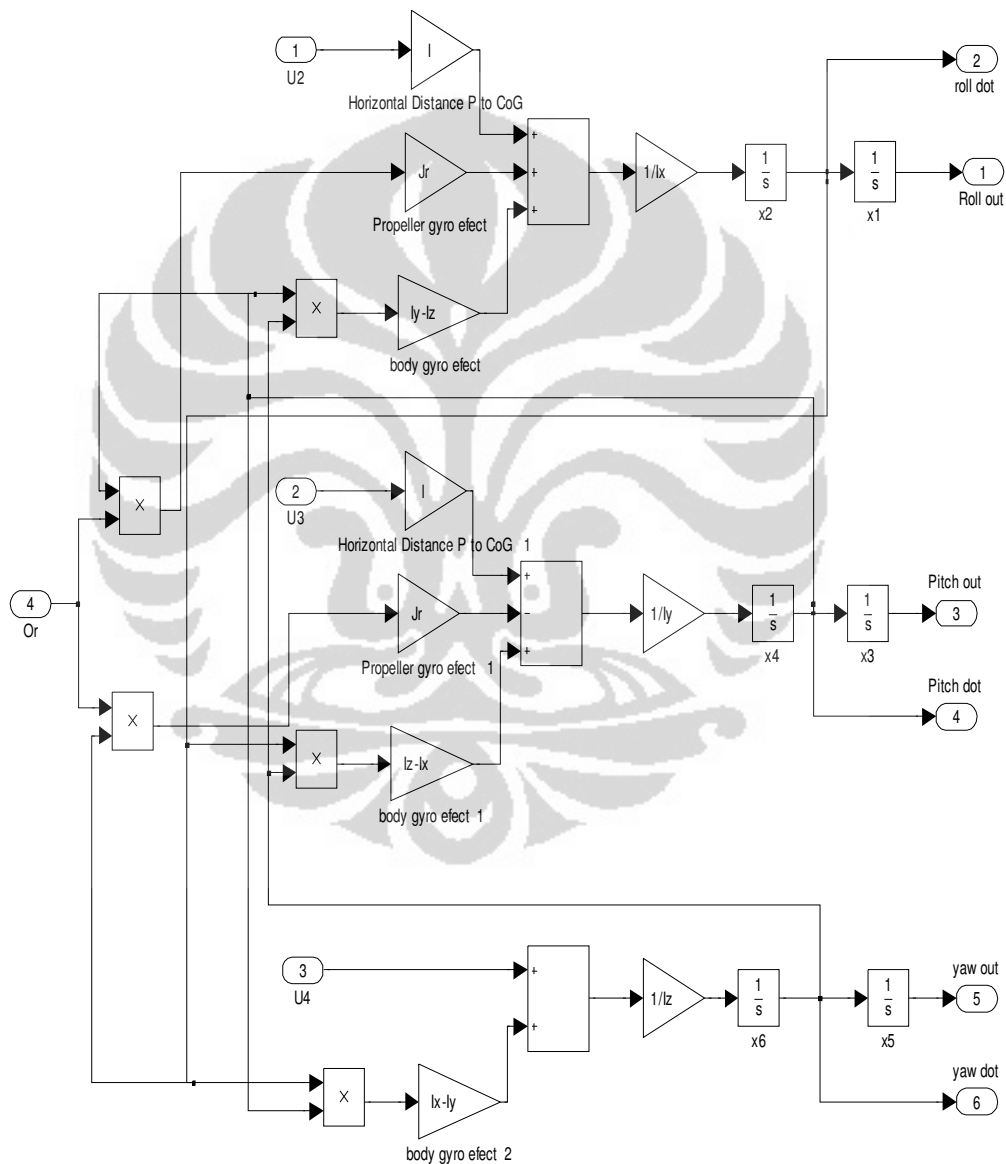 1
U2
l
Horizontal Distance P to CoG
2
roll dot
+
+
+
Jr
Propeller gyro efect
1/Ix
1
s
x2
1
s
x1
1
Roll out
X
Iy -Iz
body gyro efect
X
2
U3
l
Horizontal Distance P to CoG 1
+
-
+
4
Or
Jr
Propeller gyro efect 1
1/Iy
1
s
x4
1
s
x3
Pitch out
3
Pitch dot
4
X
X
Iz-Ix
body gyro efect 1
3
U4
+
+
1/Iz
1
s
x6
1
s
x5
yaw out
5
yaw dot
6
X
Ix-Iy
body gyro efect 2